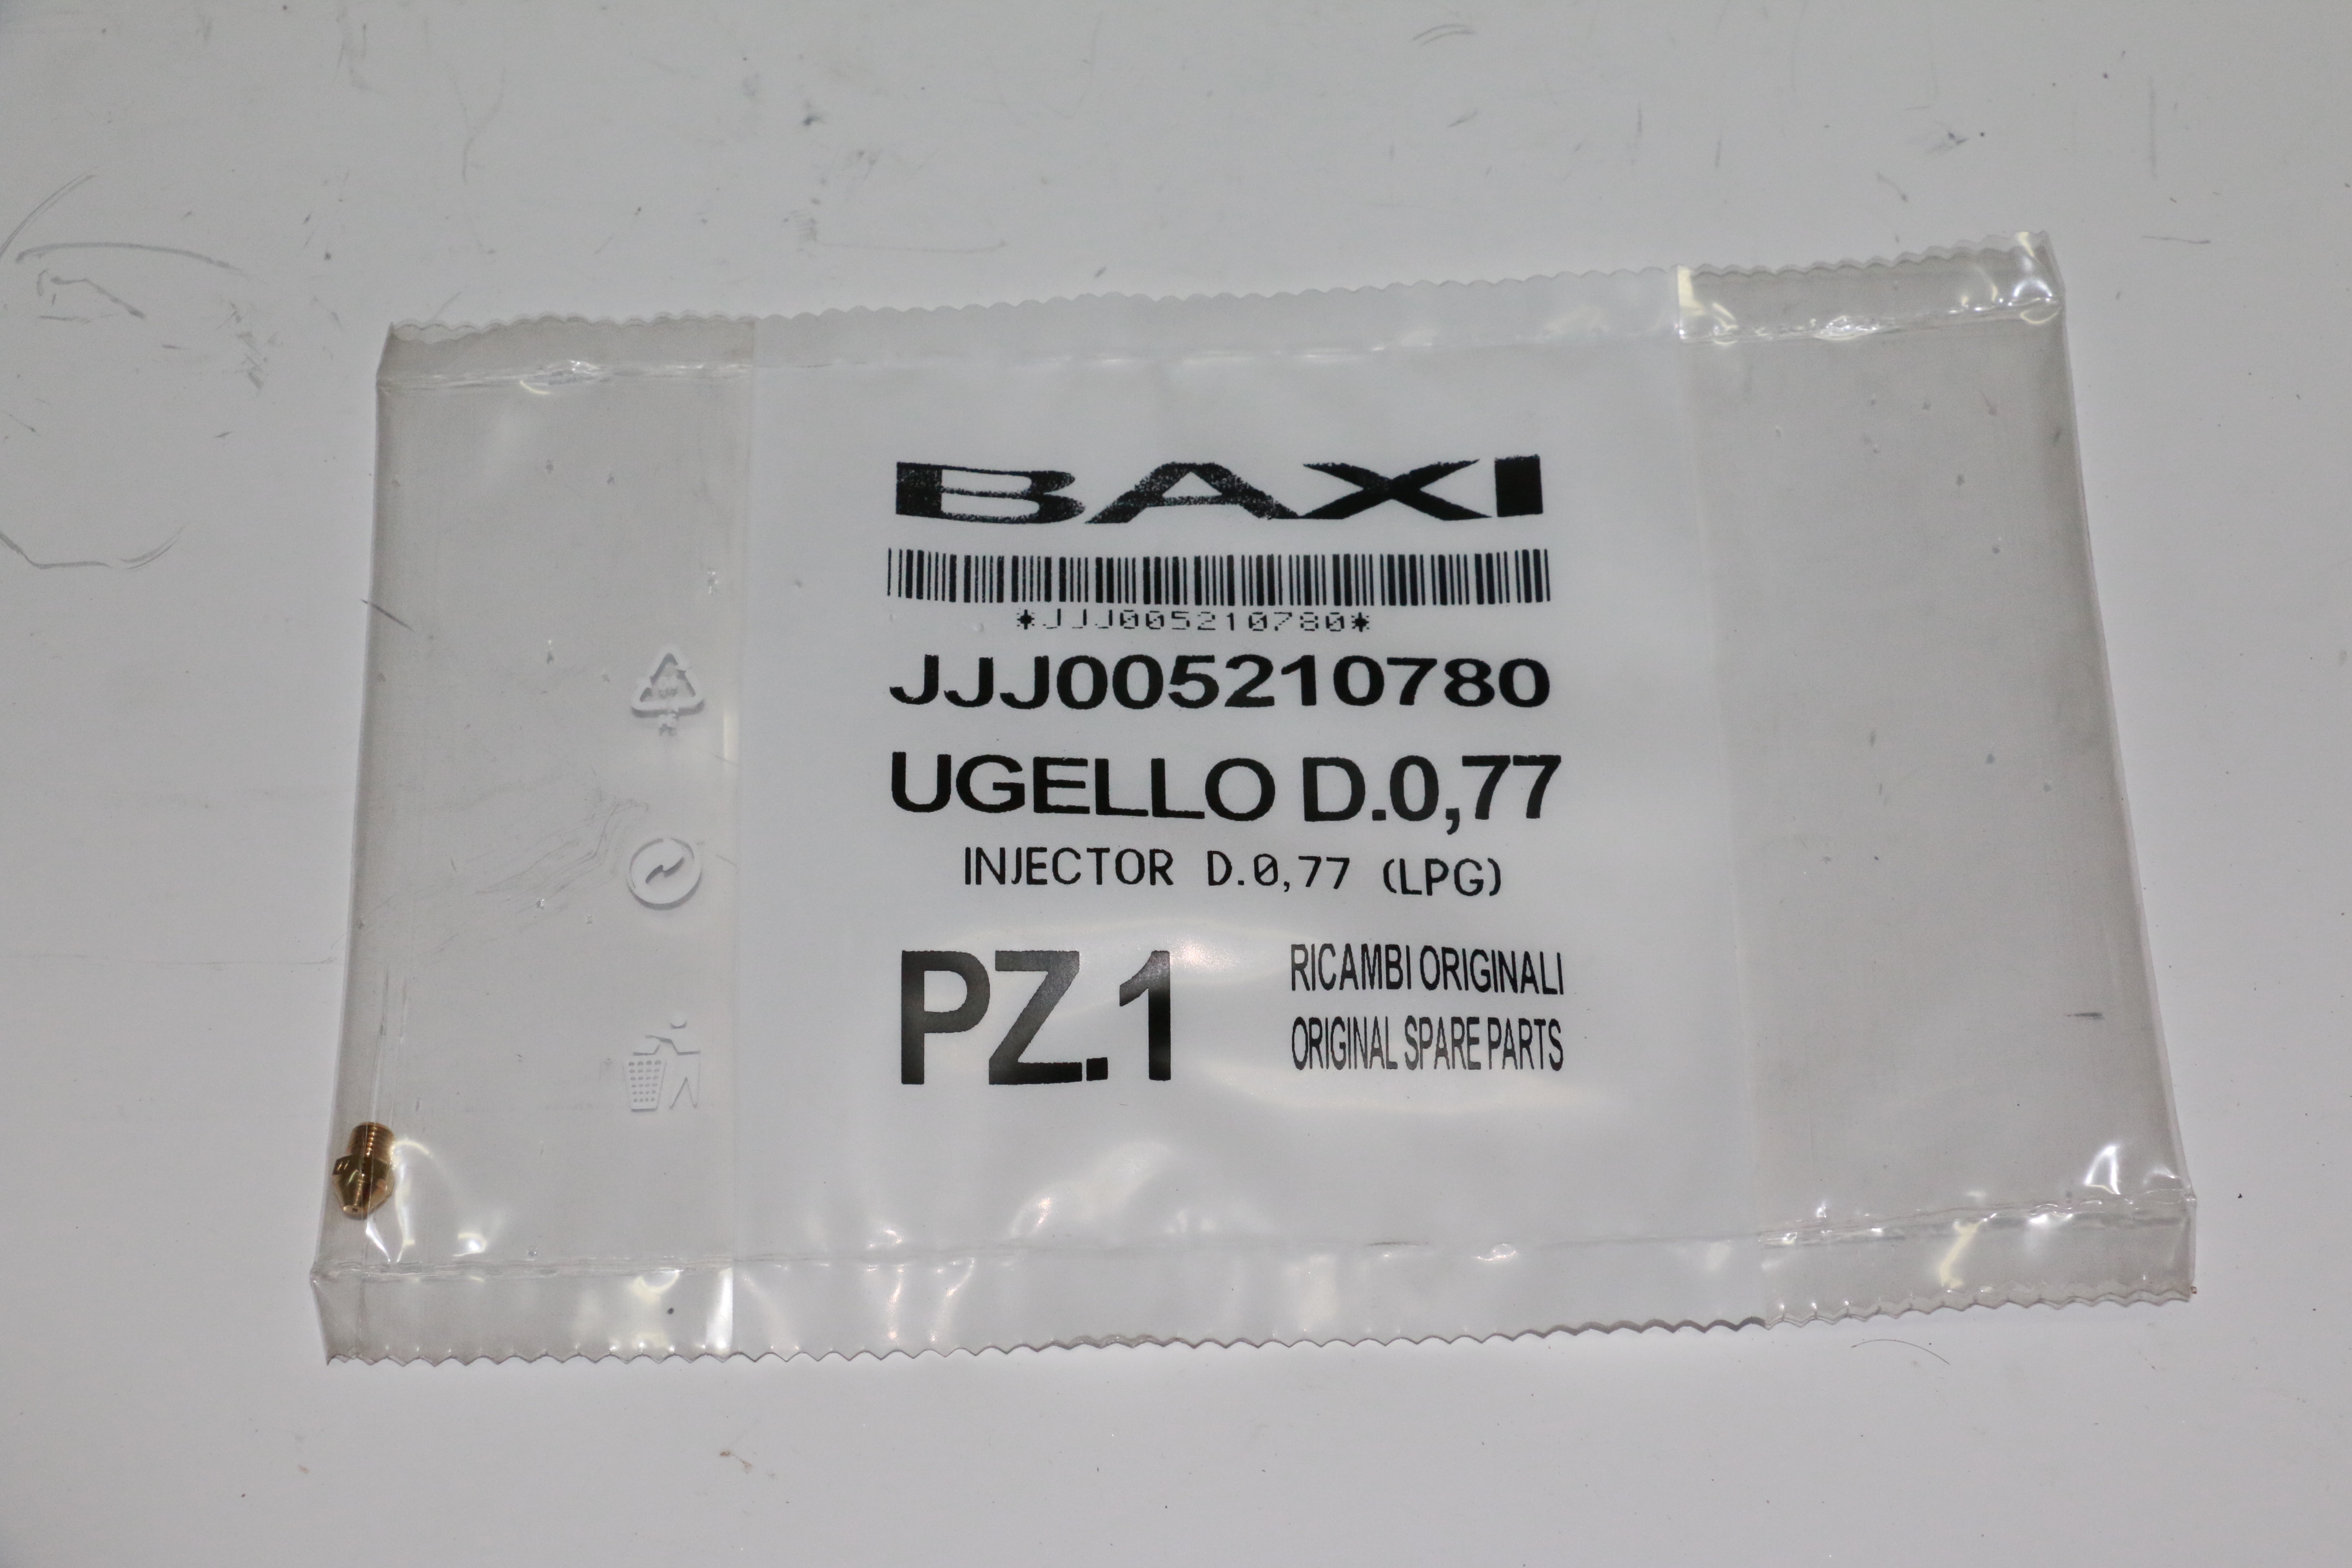 BAXI
*JJJ005210780*
JJJ005210780
UGELLO D.0,77
INJECTOR D.0,77 (LPG)
PZ.1
RICAMBI ORIGINALI
ORIGINAL SPARE PARTS